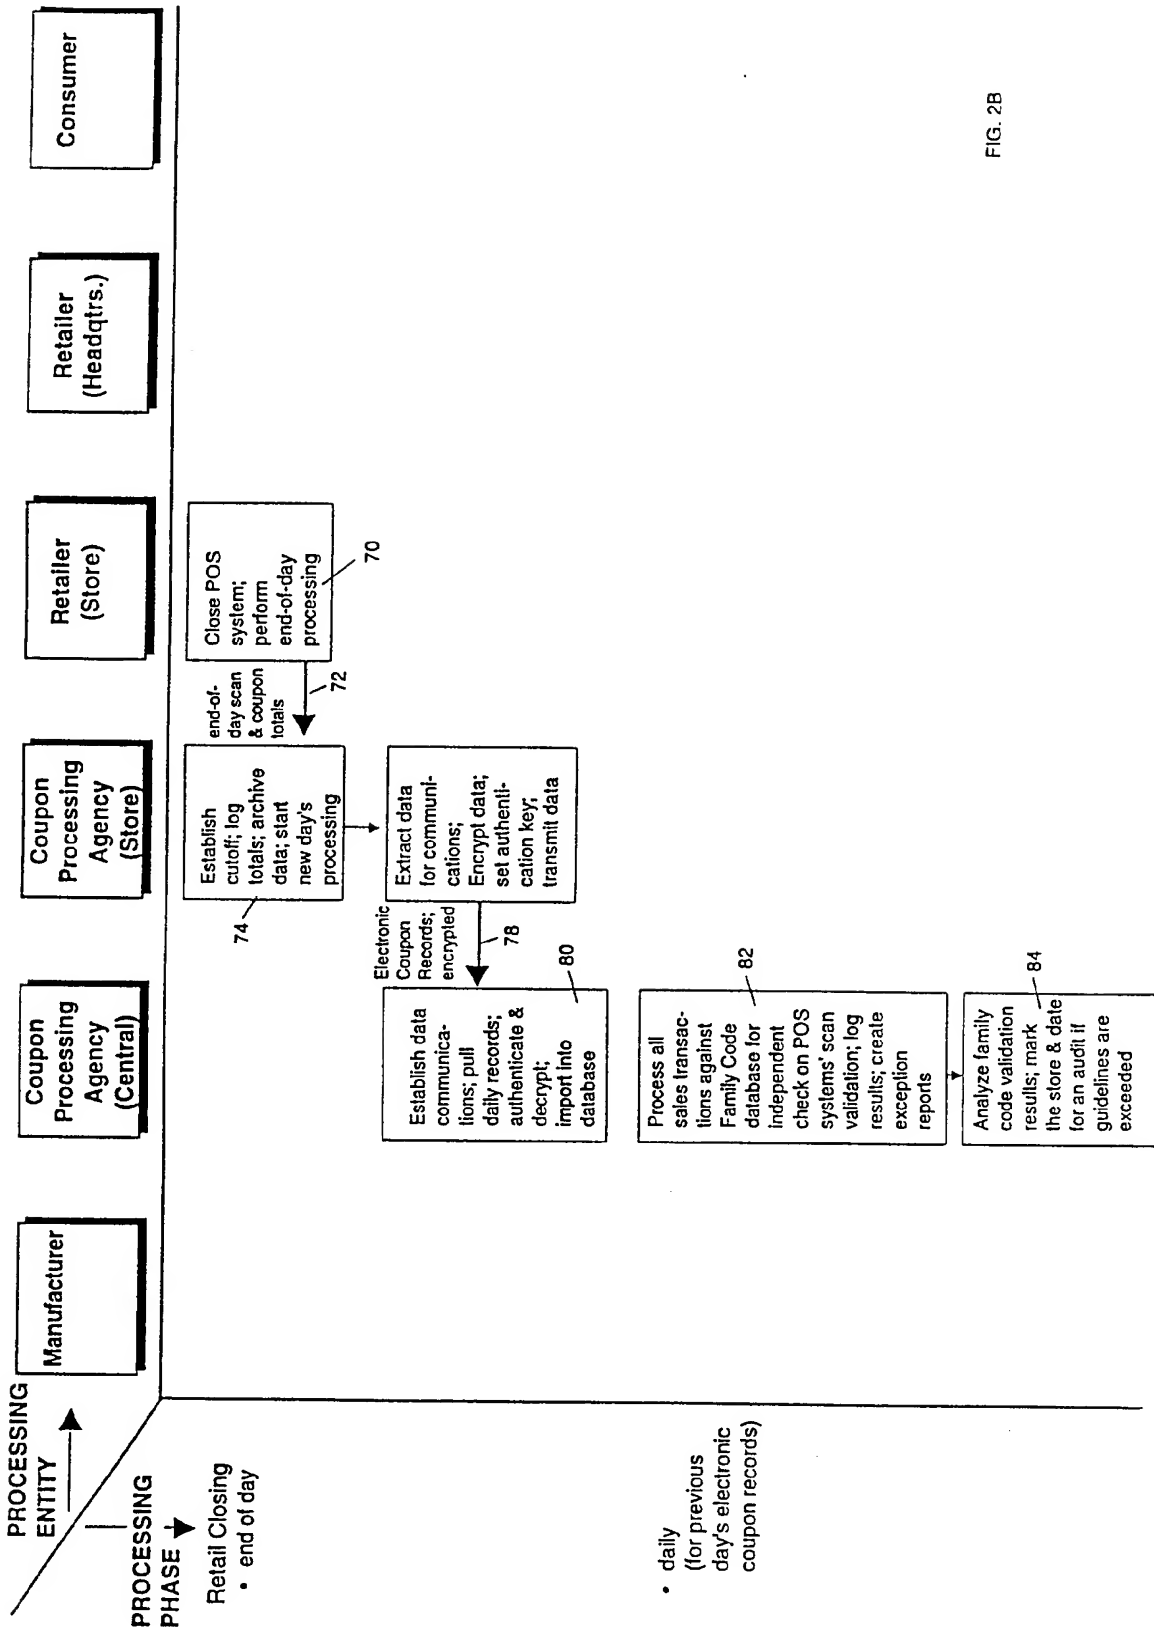 PROCESSING
ENTITY
PROCESSING
PHASE
Manufacturer
Coupon
Processing
Agency
(Central)
Coupon
Processing
Agency
(Store)
Retailer
(Store)
Retailer
(Headqtrs.)
Consumer
Retail Closing
• end of day
Close POS
system;
perform
end-of-day
processing
70
end-of-
day scan
& coupon
totals
72
Establish
cutoff; log
totals; archive
data; start
new day's
processing
74
Extract data
for communi-
cations;
Encrypt data;
set authenti-
cation key;
transmit data
Electronic
Coupon
Records;
encrypted
78
Establish data
communica-
tions; pull
daily records;
authenticate &
decrypt;
import into
database
80
• daily
(for previous
day's electronic
coupon records)
Process all
sales transac-
tions against
Family Code
database for
independent
check on POS
systems' scan
validation; log
results; create
exception
reports
82
Analyze family
code validation
results; mark
the store & date
for an audit if
guidelines are
exceeded
84
FIG. 2B